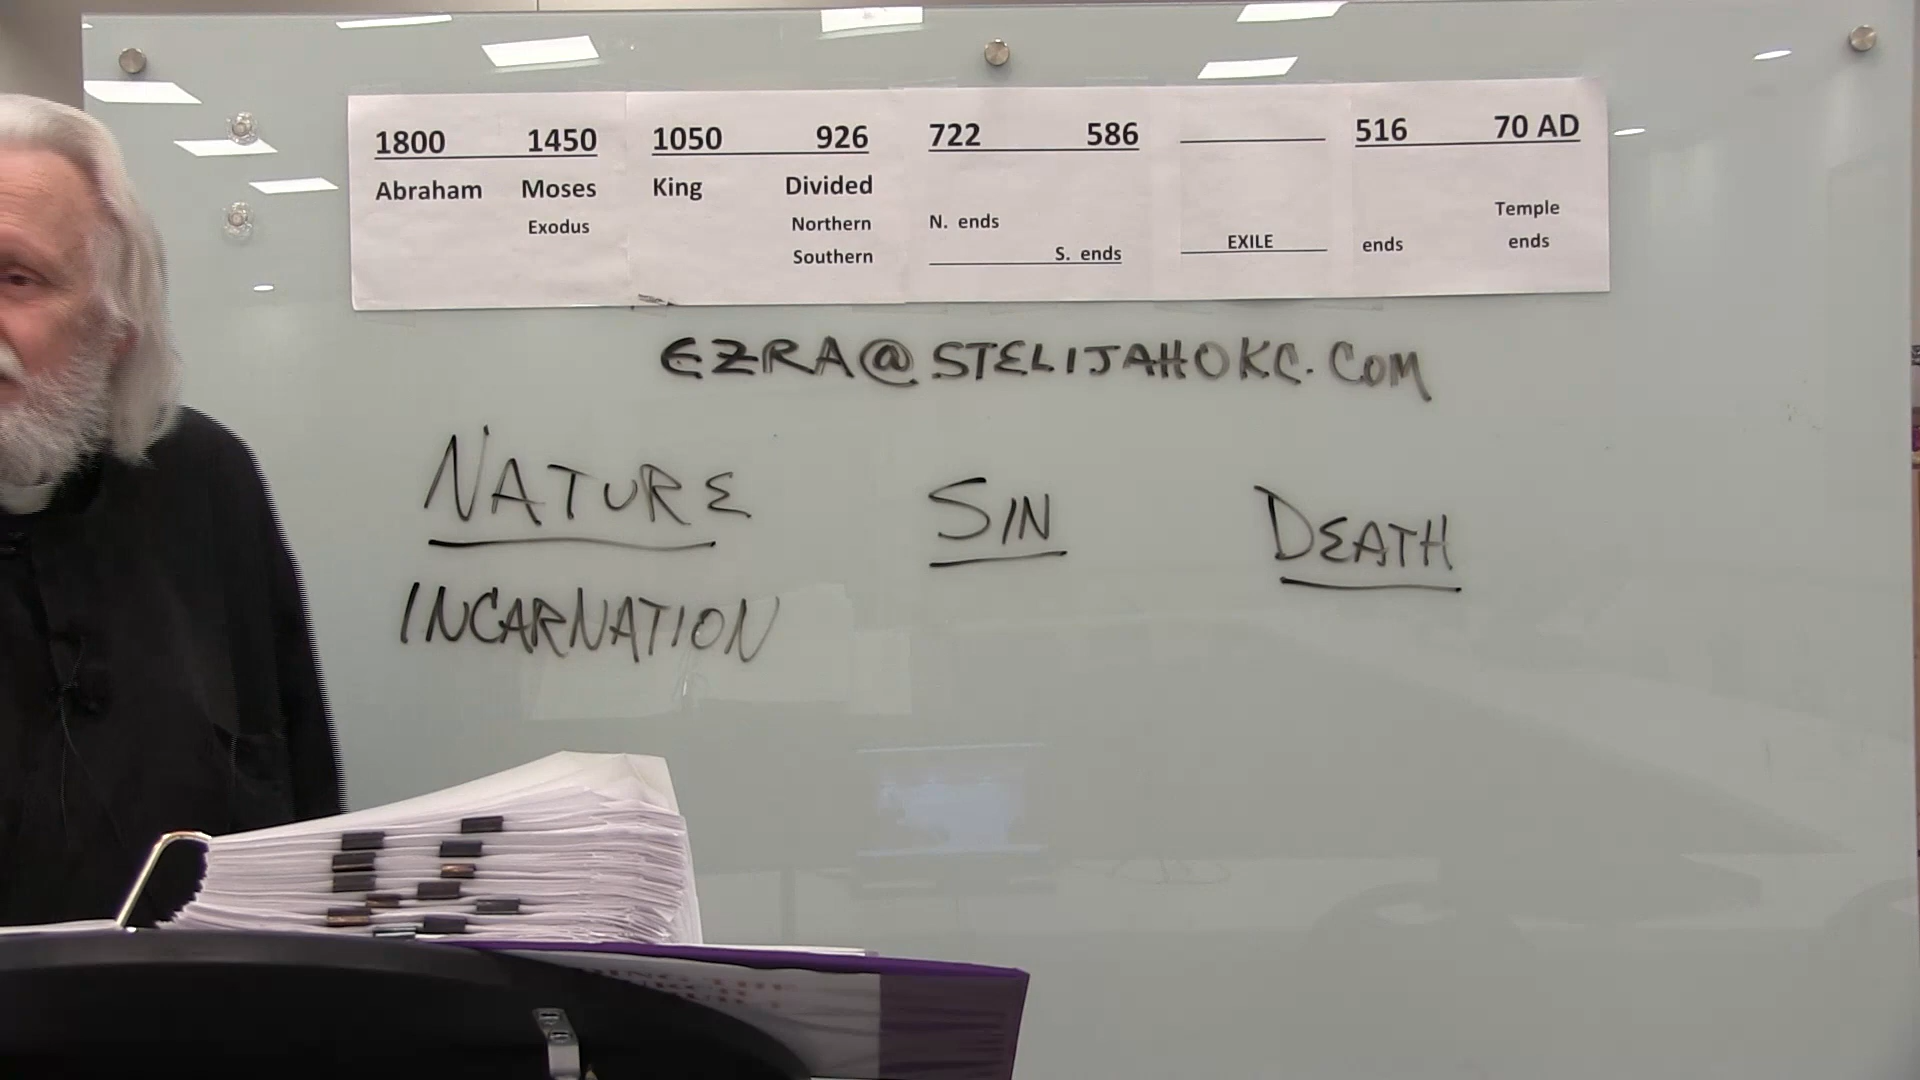 1800 1450 1050 926 722 586 516 70 AD
Abraham Moses King Divided
Exodus Northern N. ends Temple
Southern S. ends EXILE ends ends
EZRA@STELIJAHOKC.COM
NATURE SIN DEATH
INCARNATION